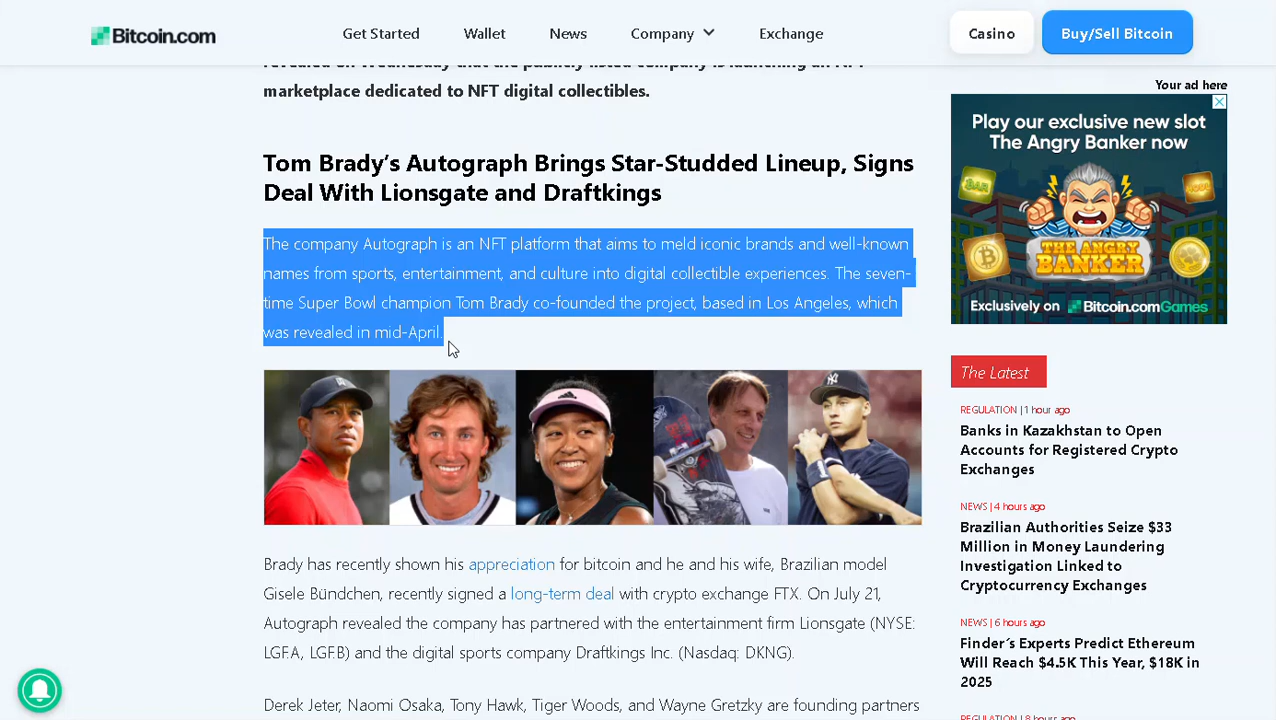 Bitcoin.com
Get Started
Wallet
News
Company
Exchange
Casino
Buy/Sell Bitcoin
revealed on Wednesday that the publicly listed company is launching an NFT
marketplace dedicated to NFT digital collectibles.
Tom Brady’s Autograph Brings Star-Studded Lineup, Signs
Deal With Lionsgate and Draftkings
The company Autograph is an NFT platform that aims to meld iconic brands and well-known
names from sports, entertainment, and culture into digital collectible experiences. The seven-
time Super Bowl champion Tom Brady co-founded the project, based in Los Angeles, which
was revealed in mid-April.
Brady has recently shown his appreciation for bitcoin and he and his wife, Brazilian model
Gisele Bündchen, recently signed a long-term deal with crypto exchange FTX. On July 21,
Autograph revealed the company has partnered with the entertainment firm Lionsgate (NYSE:
LGF.A, LGF.B) and the digital sports company Draftkings Inc. (Nasdaq: DKNG).
Derek Jeter, Naomi Osaka, Tony Hawk, Tiger Woods, and Wayne Gretzky are founding partners
Your ad here
Play our exclusive new slot
The Angry Banker now
BAR
THE ANGRY
BANKER
Exclusively on Bitcoin.comGames
The Latest
REGULATION | 1 hour ago
Banks in Kazakhstan to Open
Accounts for Registered Crypto
Exchanges
NEWS | 4 hours ago
Brazilian Authorities Seize $33
Million in Money Laundering
Investigation Linked to
Cryptocurrency Exchanges
NEWS | 6 hours ago
Finder´s Experts Predict Ethereum
Will Reach $4.5K This Year, $18K in
2025
REGULATION | 8 hours ago